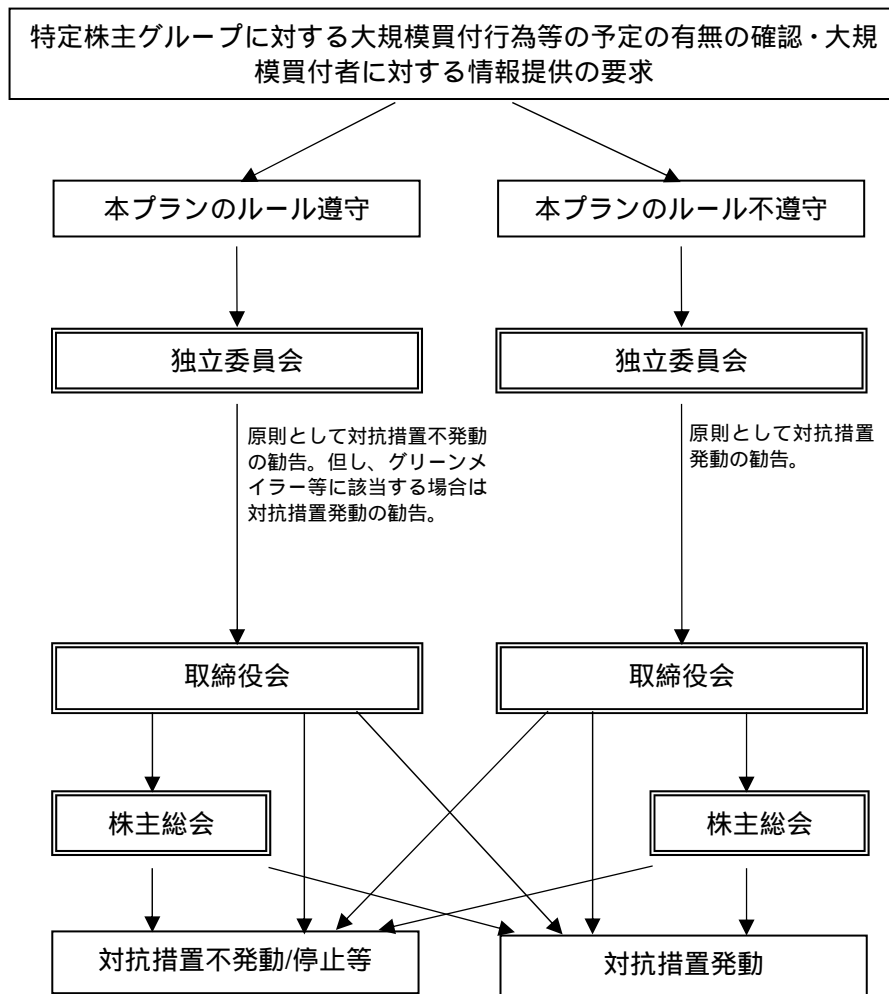 特定株主グループに対する大規模買付行為等の予定の有無の確認・大規
模買付者に対する情報提供の要求
本プランのルール遵守
本プランのルール不遵守
独立委員会
独立委員会
原則として対抗措置不発動
の勧告。但し、グリーンメ
イラー等に該当する場合は
対抗措置発動の勧告。
原則として対抗措置
発動の勧告。
取締役会
取締役会
株主総会
株主総会
対抗措置不発動/停止等
対抗措置発動